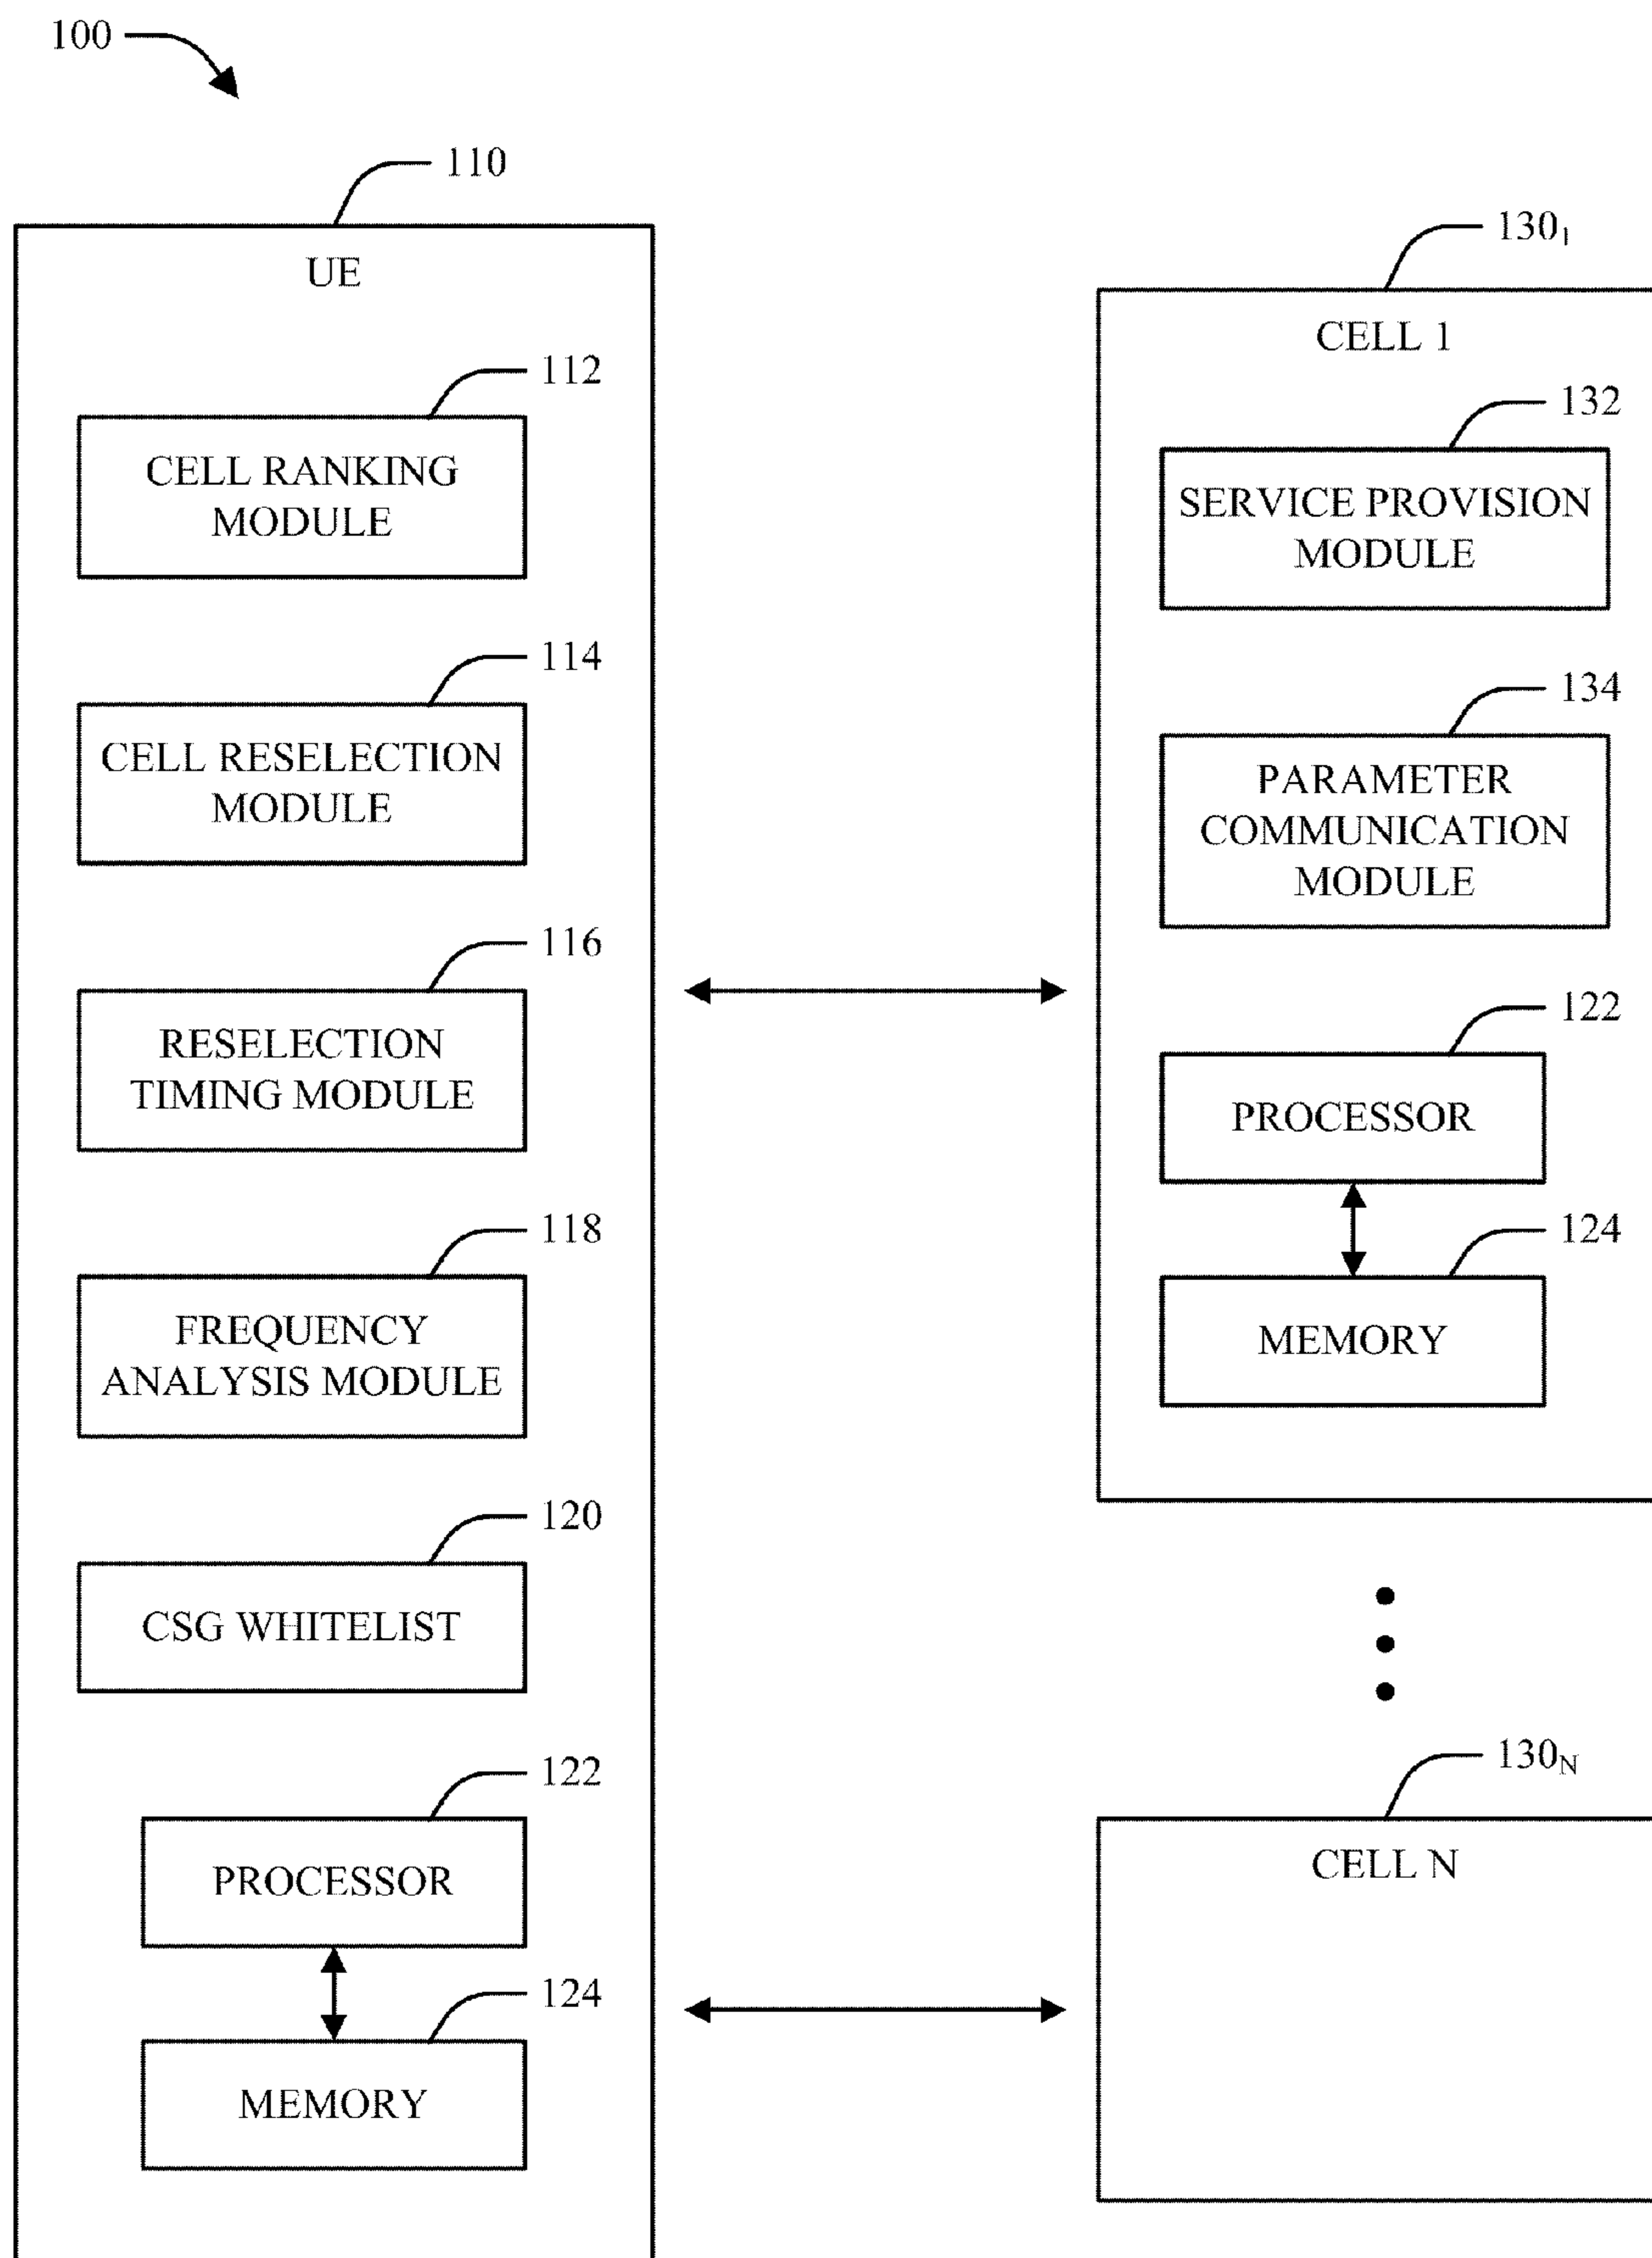 100
110
UE
112
CELL RANKING
MODULE
114
CELL RESELECTION
MODULE
116
RESELECTION
TIMING MODULE
118
FREQUENCY
ANALYSIS MODULE
120
CSG WHITELIST
122
PROCESSOR
124
MEMORY
130₁
CELL 1
132
SERVICE PROVISION
MODULE
134
PARAMETER
COMMUNICATION
MODULE
122
PROCESSOR
124
MEMORY
130N
CELL N